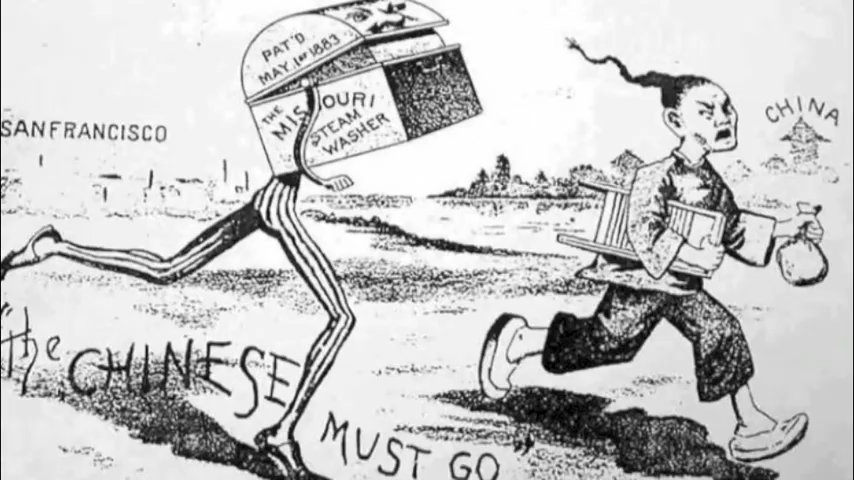 PAT'D
MAY. 1ST 1883
THE
MISSOURI
STEAM
WASHER
SANFRANCISCO
CHINA
"the CHINESE
MUST GO"